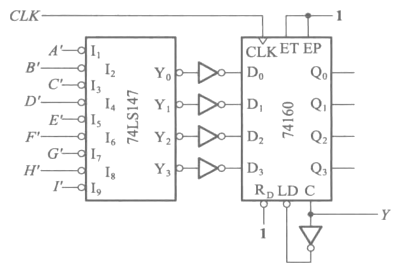 CLK
1
CLK ET EP
A' I₁ Y₀ D₀ Q₀
B' I₂
C' I₃ Y₁ D₁ Q₁
D' I₄
E' I₅ 74LS147 Y₂ D₂ 74160 Q₂
F' I₆
G' I₇ Y₃ D₃ Q₃
H' I₈
I' I₉
R_D LD C
1
Y